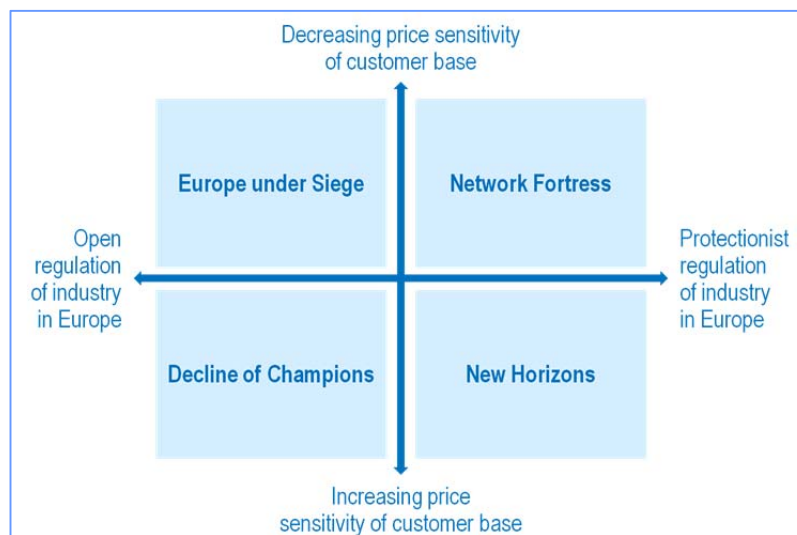 Decreasing price sensitivity
of customer base
Europe under Siege
Network Fortress
Open
regulation
of industry
in Europe
Protectionist
regulation
of industry
in Europe
Decline of Champions
New Horizons
Increasing price
sensitivity of customer base